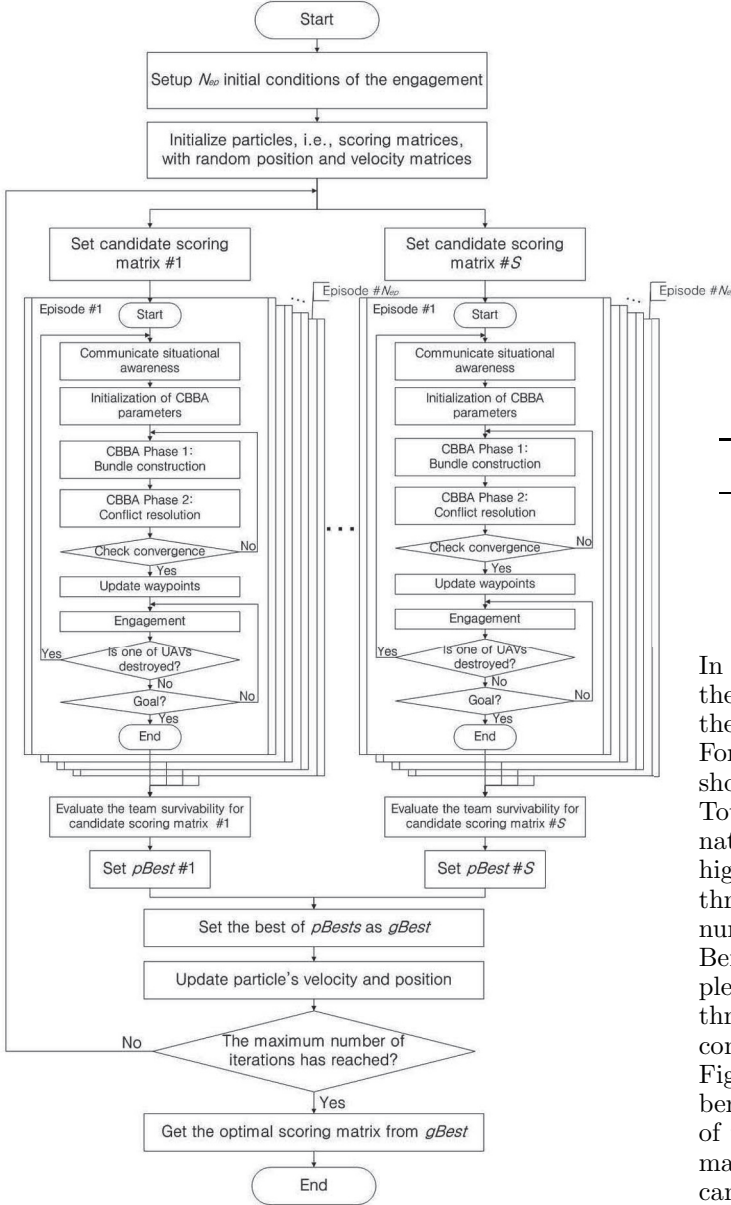 Start
Setup Nep initial conditions of the engagement
Initialize particles, i.e., scoring matrices,
with random position and velocity matrices
Set candidate scoring
matrix #1
Episode #Nep
Episode #1
Start
Communicate situational
awareness
Initialization of CBBA
parameters
CBBA Phase 1:
Bundle construction
CBBA Phase 2:
Conflict resolution
Check convergence
No
Yes
Update waypoints
Engagement
Yes
Is one of UAVs
destroyed?
No
Goal?
No
Yes
End
Evaluate the team survivability for
candidate scoring matrix #1
Set pBest #1
...
Set candidate scoring
matrix #S
Episode #Ne
Episode #1
Start
Communicate situational
awareness
Initialization of CBBA
parameters
CBBA Phase 1:
Bundle construction
CBBA Phase 2:
Conflict resolution
Check convergence
No
Yes
Update waypoints
Engagement
Yes
Is one of UAVs
destroyed?
No
Goal?
No
Yes
End
Evaluate the team survivability for
candidate scoring matrix #S
Set pBest #S
Set the best of pBests as gBest
Update particle's velocity and position
No
The maximum number of
iterations has reached?
Yes
Get the optimal scoring matrix from gBest
End
In
the
the
For
sho
To
nat
hig
thr
nu
Be
ple
thr
co
Fig
ber
of
ma
car